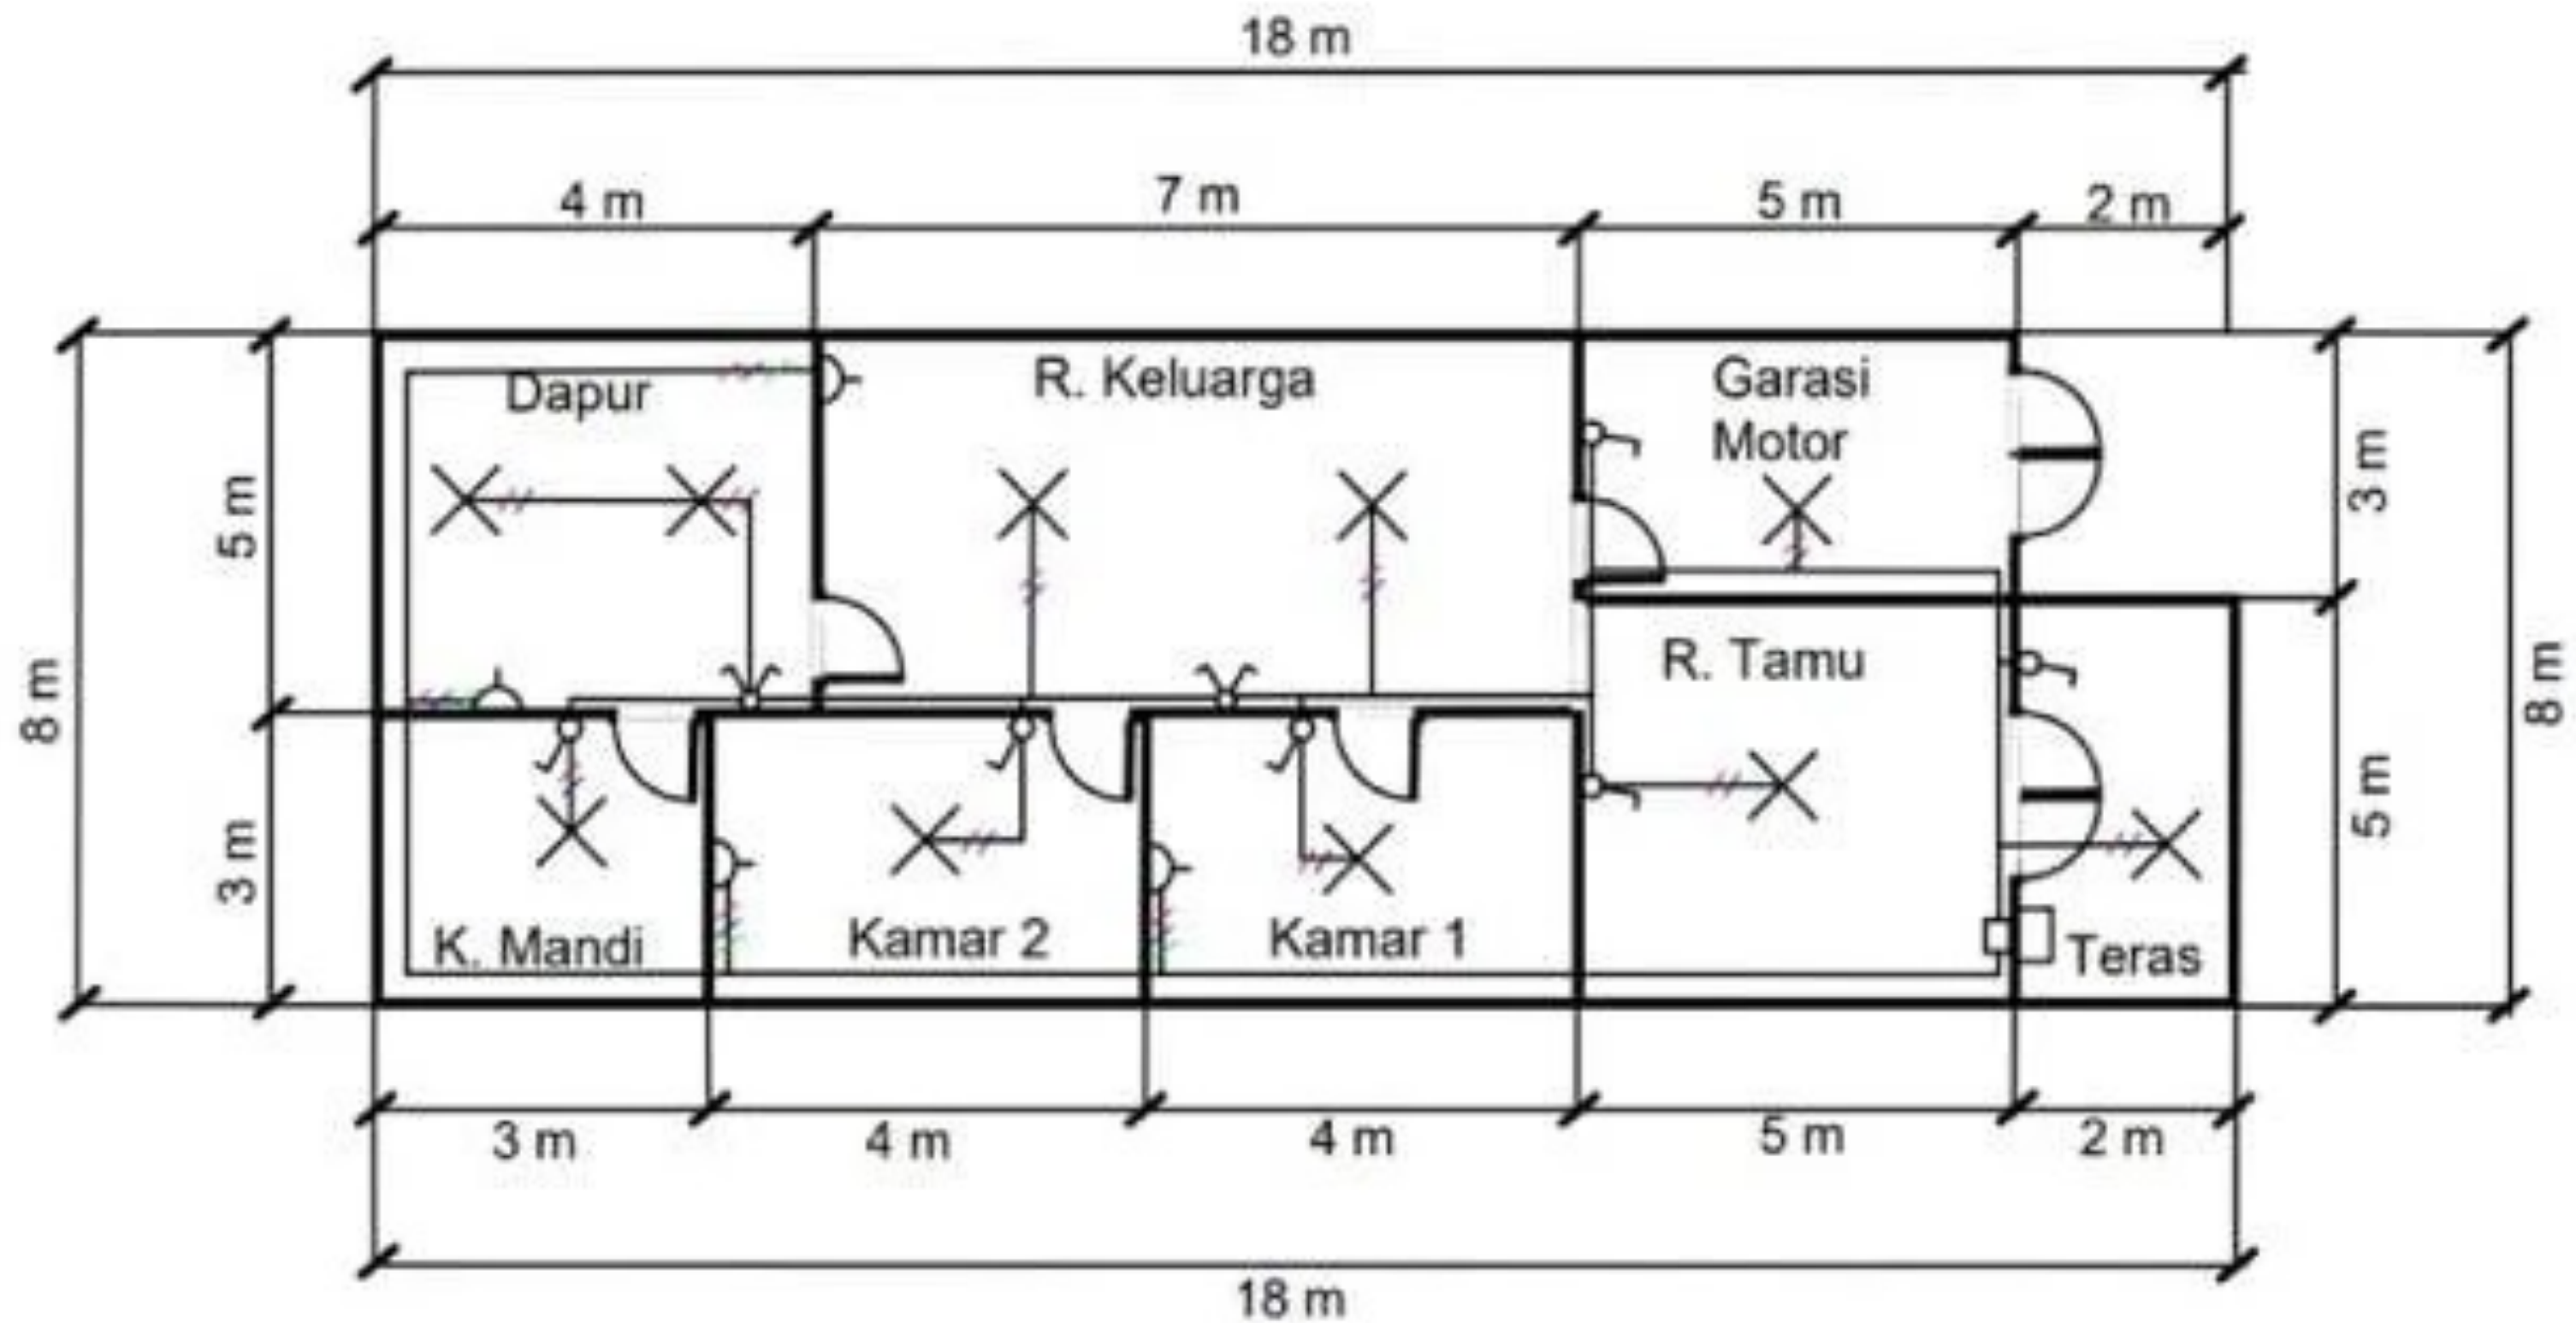 18 m
4 m
7 m
5 m
2 m
Dapur
R. Keluarga
Garasi
Motor
5 m
3 m
R. Tamu
8 m
8 m
3 m
5 m
K. Mandi
Kamar 2
Kamar 1
Teras
3 m
4 m
4 m
5 m
2 m
18 m